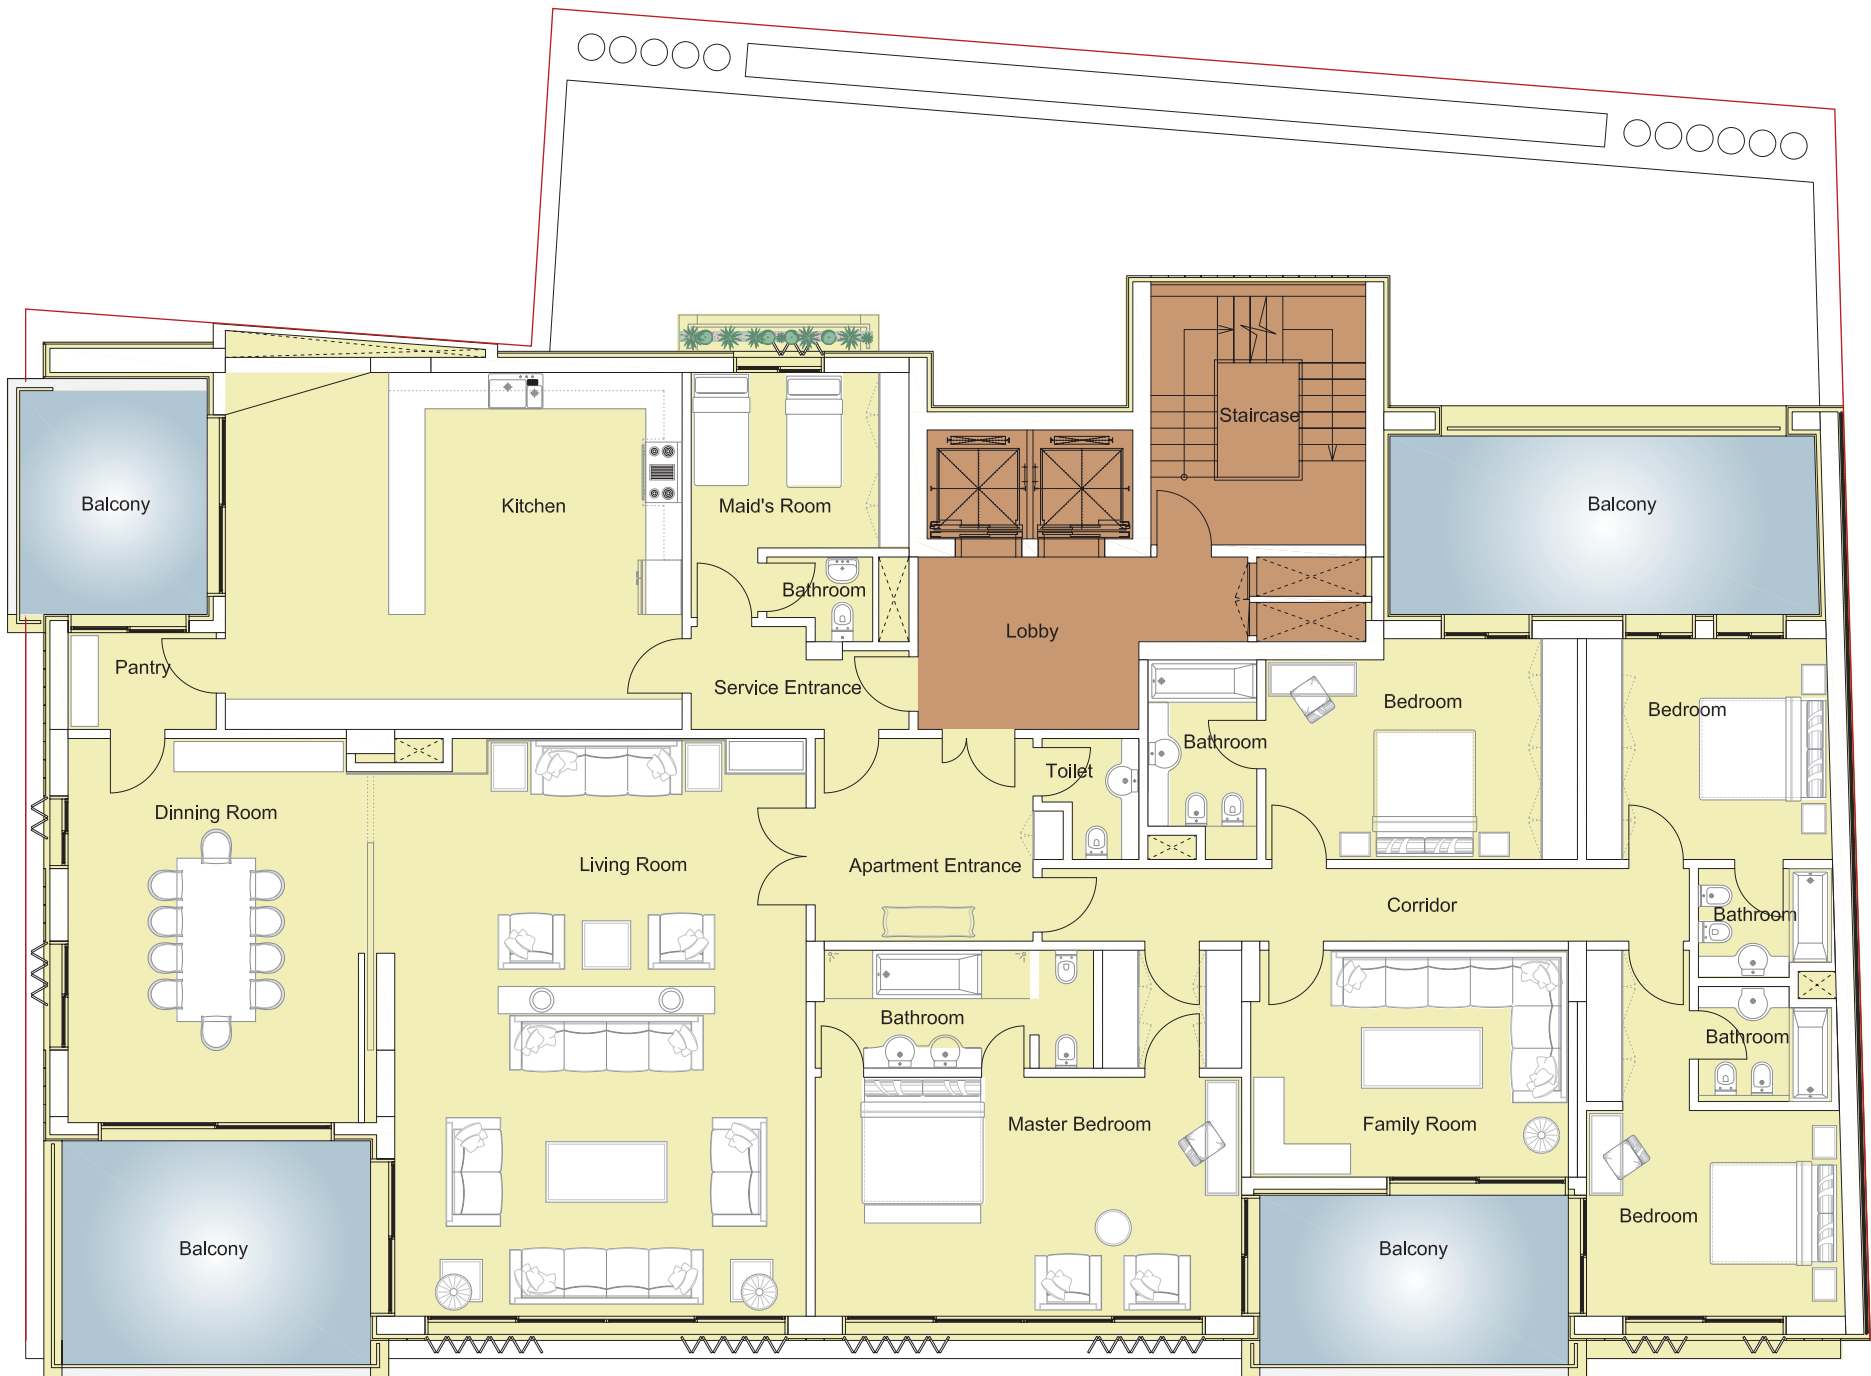 Staircase
Balcony
Balcony
Kitchen
Maid's Room
Bathroom
Lobby
Pantry
Service Entrance
Bedroom
Bedroom
Bathroom
Toilet
Dinning Room
Living Room
Apartment Entrance
Corridor
Bathroom
Bathroom
Bathroom
Master Bedroom
Family Room
Bedroom
Balcony
Balcony